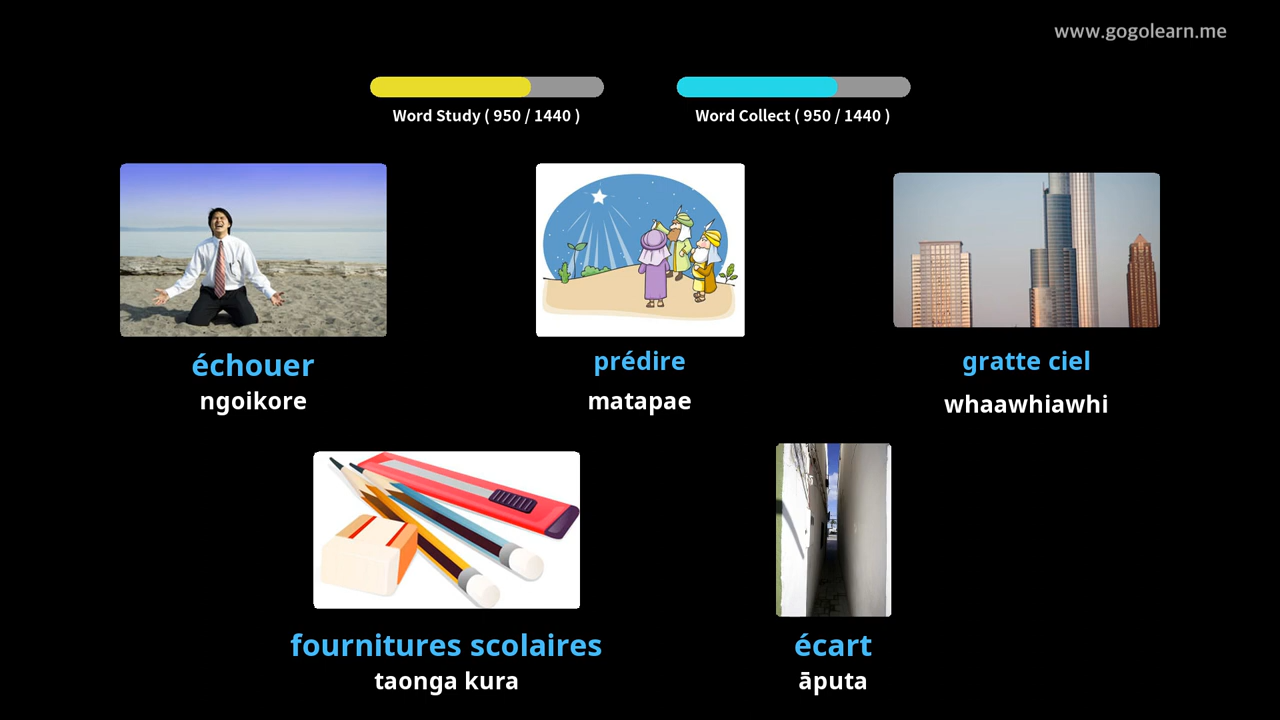 www.gogolearn.me
Word Study ( 950 / 1440 )
Word Collect ( 950 / 1440 )
échouer
ngoikore
prédire
matapae
gratte ciel
whaawhiawhi
fournitures scolaires
taonga kura
écart
āputa